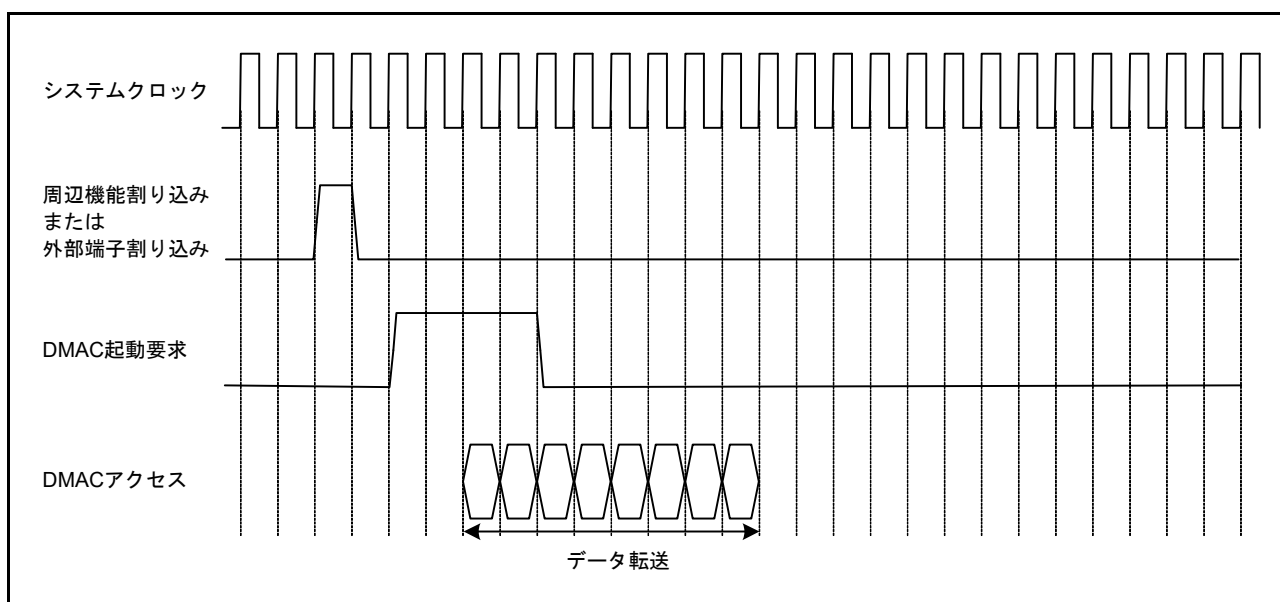 システムクロック
周辺機能割り込み
または
外部端子割り込み
DMAC起動要求
DMACアクセス
データ転送